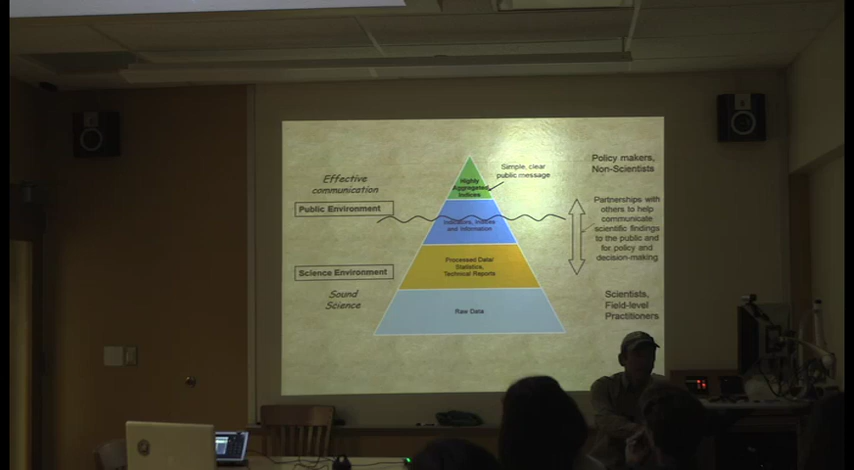 Effective
communication
Public Environment
Science Environment
Sound
Science
Highly
Aggregated
Indices
Simple, clear
public message
Indicators, Indices
and Information
Processed Data/
Statistics,
Technical Reports
Raw Data
Policy makers,
Non-Scientists
Partnerships with
others to help
communicate
scientific findings
to the public and
for policy and
decision-making
Scientists,
Field-level
Practitioners